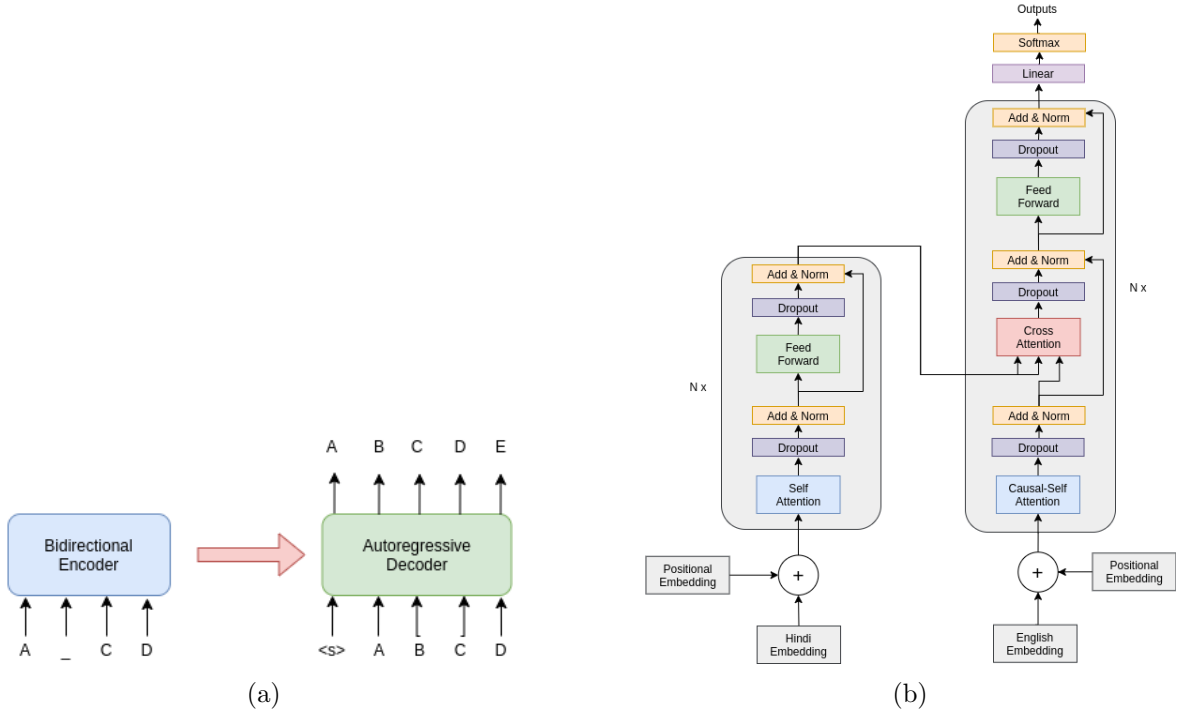 A B C D E
Bidirectional
Encoder
Autoregressive
Decoder
A _ C D
<s> A B C D
(a)
Outputs
Softmax
Linear
Add & Norm
Dropout
Feed
Forward
Add & Norm
Dropout
Cross
Attention
Add & Norm
Dropout
Causal-Self
Attention
N x
+
Positional
Embedding
English
Embedding
Add & Norm
Dropout
Feed
Forward
N x
Add & Norm
Dropout
Self
Attention
Positional
Embedding
+
Hindi
Embedding
(b)